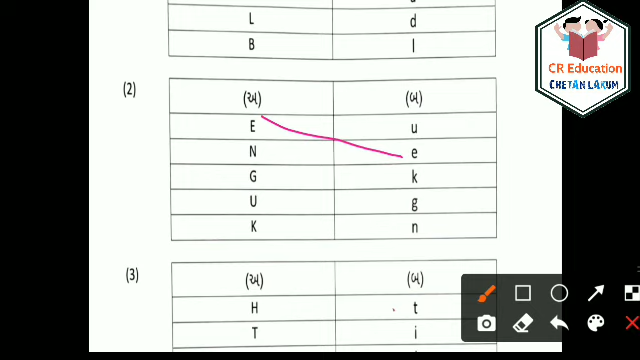 L d
B l
(2)
(અ) (બ)
E u
N e
G k
U g
K n
(3)
(અ) (બ)
H t
T i
CR Education
CHETAN LAKUM